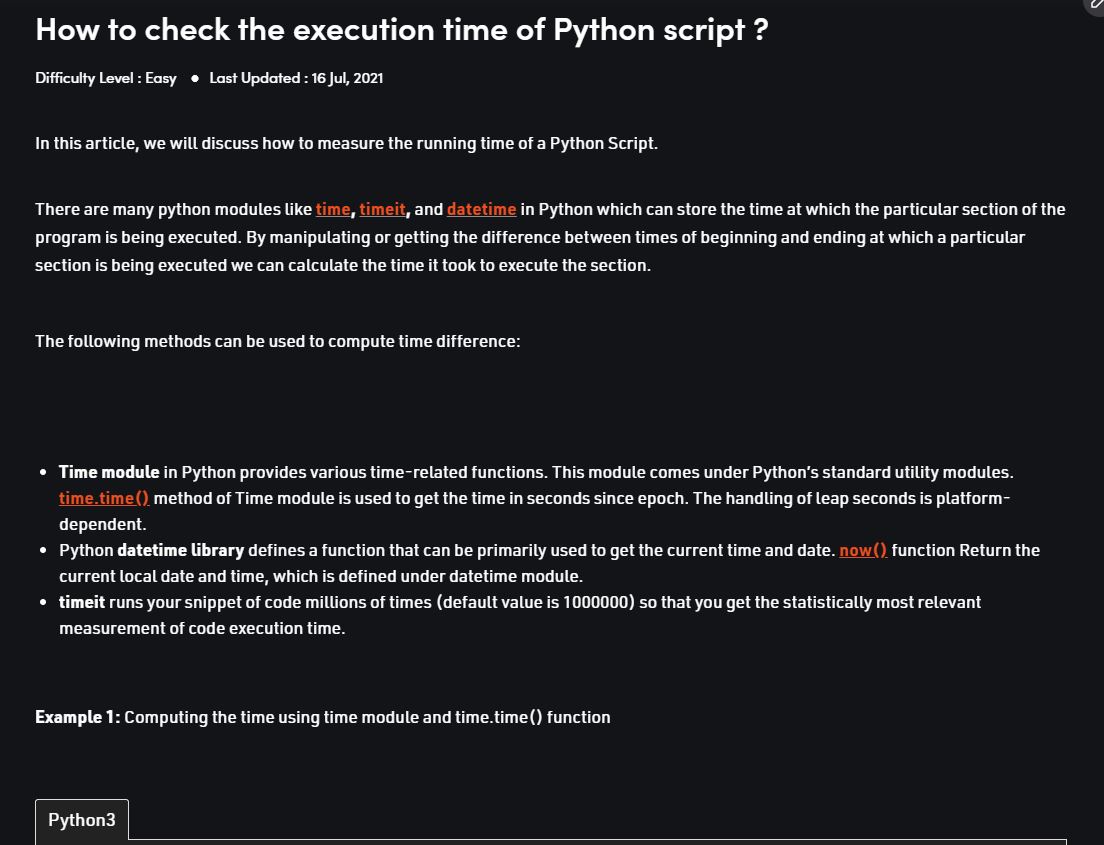 How to check the execution time of Python script ?
Difficulty Level : Easy ● Last Updated : 16 Jul, 2021
In this article, we will discuss how to measure the running time of a Python Script.
There are many python modules like time, timeit, and datetime in Python which can store the time at which the particular section of the
program is being executed. By manipulating or getting the difference between times of beginning and ending at which a particular
section is being executed we can calculate the time it took to execute the section.
The following methods can be used to compute time difference:
• Time module in Python provides various time-related functions. This module comes under Python's standard utility modules.
time.time() method of Time module is used to get the time in seconds since epoch. The handling of leap seconds is platform-
dependent.
• Python datetime library defines a function that can be primarily used to get the current time and date. now() function Return the
current local date and time, which is defined under datetime module.
• timeit runs your snippet of code millions of times (default value is 1000000) so that you get the statistically most relevant
measurement of code execution time.
Example 1: Computing the time using time module and time.time() function
Python3